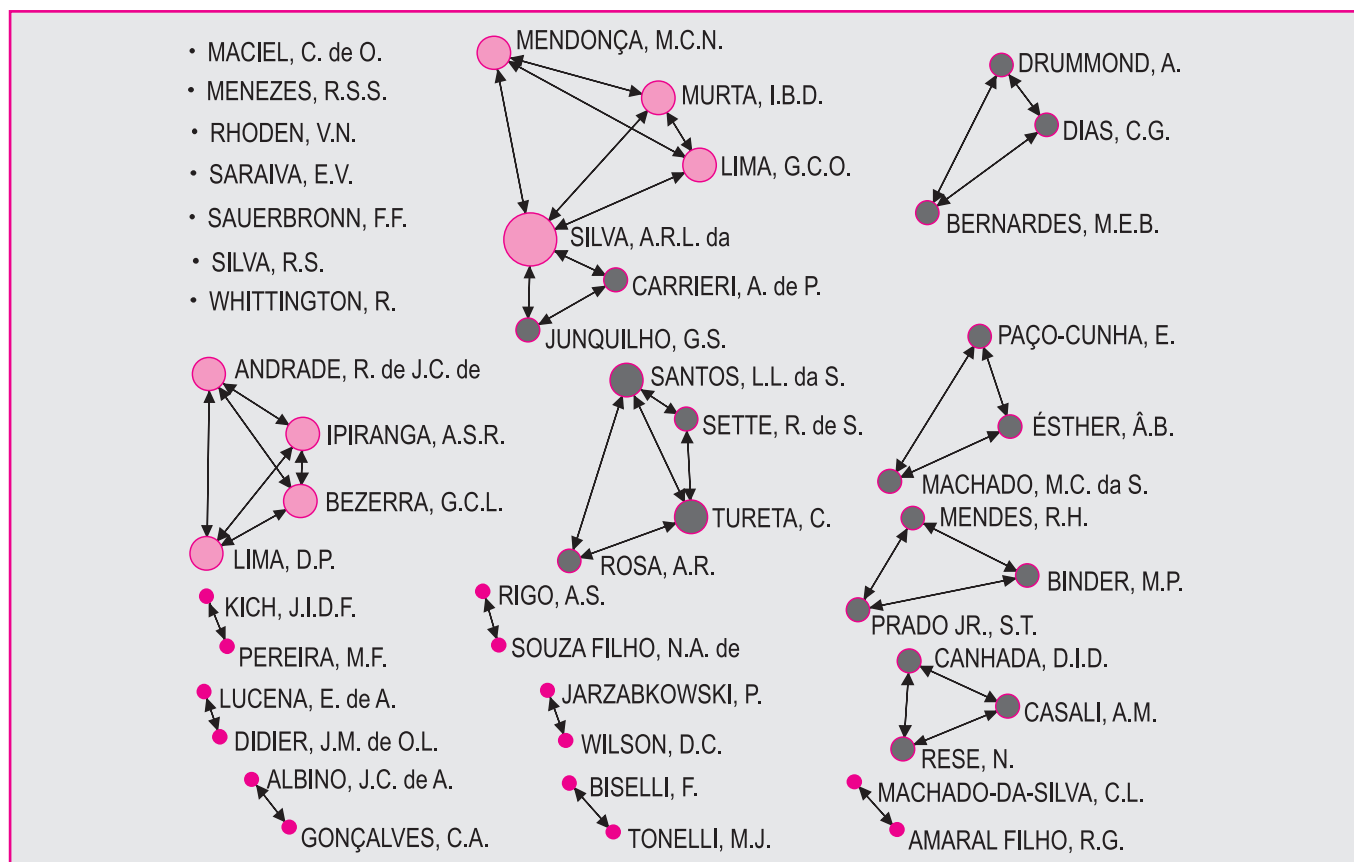 • MACIEL, C. de O.
• MENEZES, R.S.S.
• RHODEN, V.N.
• SARAIVA, E.V.
• SAUERBRONN, F.F.
• SILVA, R.S.
• WHITTINGTON, R.
MENDONÇA, M.C.N.
MURTA, I.B.D.
LIMA, G.C.O.
SILVA, A.R.L. da
CARRIERI, A. de P.
JUNQUILHO, G.S.
DRUMMOND, A.
DIAS, C.G.
BERNARDES, M.E.B.
ANDRADE, R. de J.C. de
IPIRANGA, A.S.R.
BEZERRA, G.C.L.
LIMA, D.P.
SANTOS, L.L. da S.
SETTE, R. de S.
TURETA, C.
ROSA, A.R.
PAÇO-CUNHA, E.
ÉSTHER, Â.B.
MACHADO, M.C. da S.
MENDES, R.H.
BINDER, M.P.
PRADO JR., S.T.
KICH, J.I.D.F.
PEREIRA, M.F.
RIGO, A.S.
SOUZA FILHO, N.A. de
CANHADA, D.I.D.
CASALI, A.M.
RESE, N.
LUCENA, E. de A.
DIDIER, J.M. de O.L.
JARZABKOWSKI, P.
WILSON, D.C.
ALBINO, J.C. de A.
GONÇALVES, C.A.
BISELLI, F.
TONELLI, M.J.
MACHADO-DA-SILVA, C.L.
AMARAL FILHO, R.G.